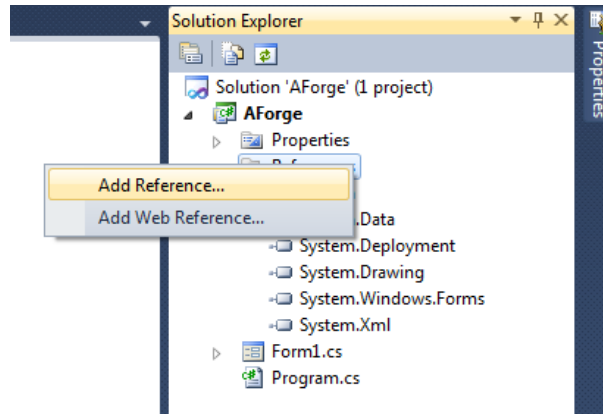 Solution Explorer
Properties
Solution 'AForge' (1 project)
AForge
Properties
Add Reference...
Add Web Reference...
.Data
System.Deployment
System.Drawing
System.Windows.Forms
System.Xml
Form1.cs
Program.cs